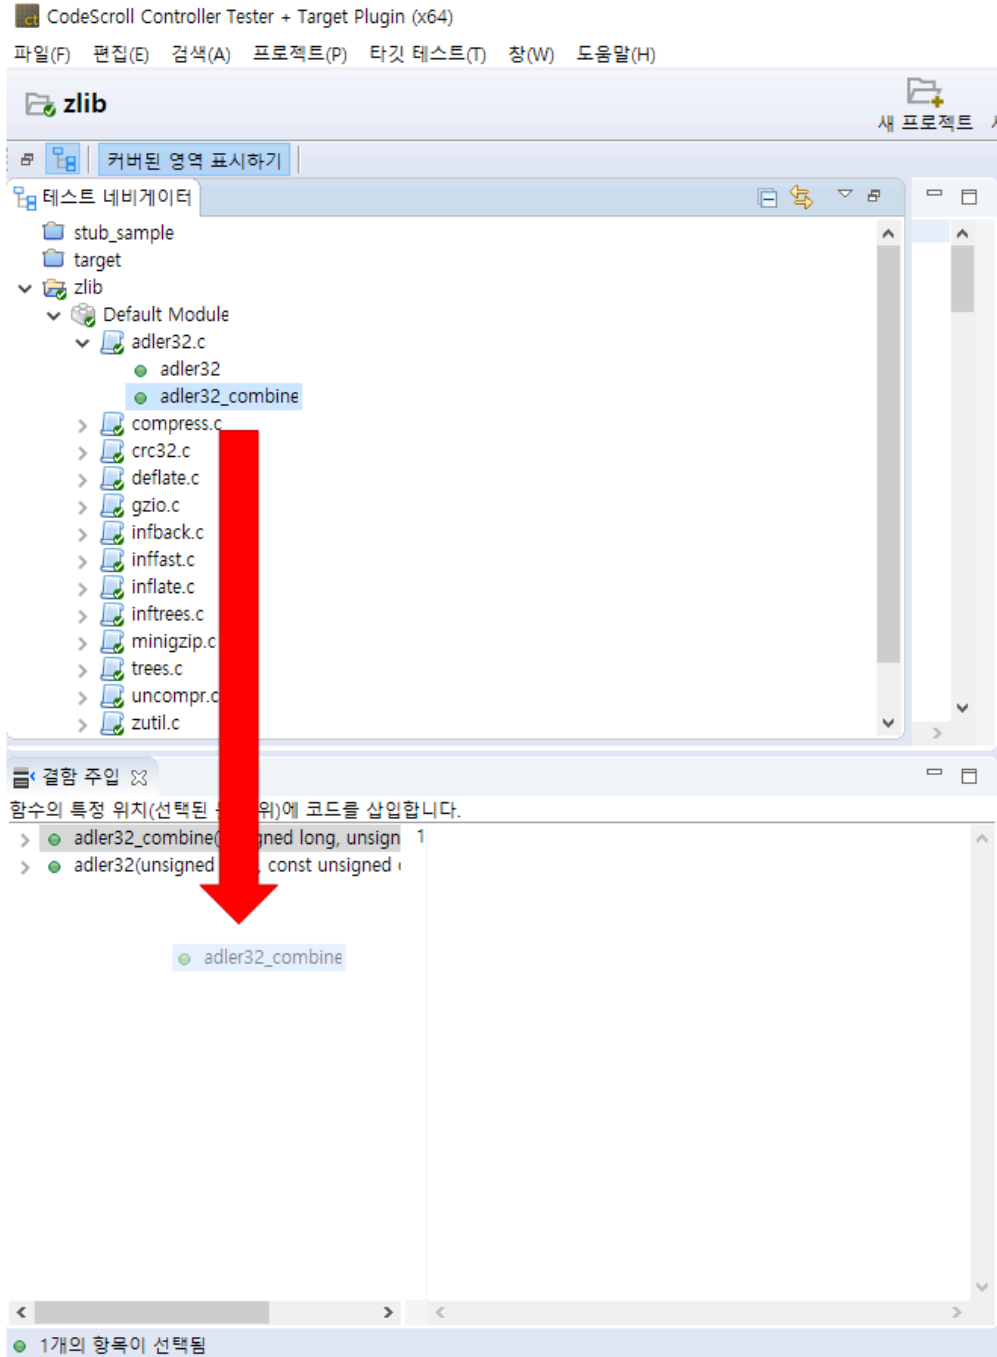 CodeScroll Controller Tester + Target Plugin (x64)
파일(F) 편집(E) 검색(A) 프로젝트(P) 타깃 테스트(T) 창(W) 도움말(H)
zlib
새 프로젝트
커버된 영역 표시하기
테스트 네비게이터
stub_sample
target
zlib
Default Module
adler32.c
adler32
adler32_combine
compress.c
crc32.c
deflate.c
gzio.c
infback.c
inffast.c
inflate.c
inftrees.c
minigzip.c
trees.c
uncompr.c
zutil.c
결함 주입
함수의 특정 위치(선택된 위)에 코드를 삽입합니다.
adler32_combine( gned long, unsign 1
adler32(unsigned , const unsigned
adler32_combine
1개의 항목이 선택됨